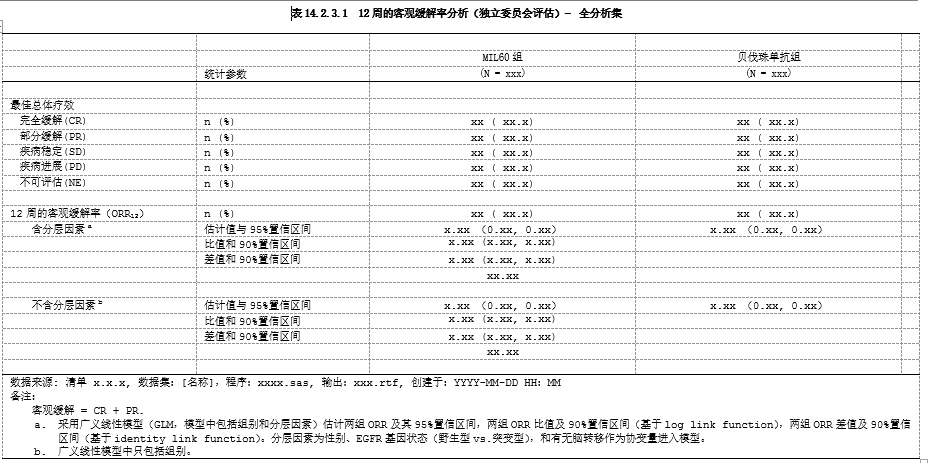 表 14.2.3.1 12 周的客观缓解率分析（独立委员会评估）- 全分析集
MIL60 组 贝伐珠单抗组
统计参数 (N = xxx) (N = xxx)
最佳总体疗效
完全缓解(CR) n (%) xx ( xx.x) xx ( xx.x)
部分缓解(PR) n (%) xx ( xx.x) xx ( xx.x)
疾病稳定(SD) n (%) xx ( xx.x) xx ( xx.x)
疾病进展(PD) n (%) xx ( xx.x) xx ( xx.x)
不可评估(NE) n (%) xx ( xx.x) xx ( xx.x)
12 周的客观缓解率（ORR₁₂） n (%) xx ( xx.x) xx ( xx.x)
含分层因素 ᵃ 估计值与 95%置信区间 x.xx （0.xx, 0.xx） x.xx （0.xx, 0.xx）
比值和 90%置信区间 x.xx (x.xx, x.xx)
差值和 90%置信区间 x.xx (x.xx, x.xx)
xx.xx
不含分层因素 ᵇ 估计值与 95%置信区间 x.xx （0.xx, 0.xx） x.xx （0.xx, 0.xx）
比值和 90%置信区间 x.xx (x.xx, x.xx)
差值和 90%置信区间 x.xx (x.xx, x.xx)
xx.xx
数据来源: 清单 x.x.x, 数据集: [名称], 程序: xxxx.sas, 输出: xxx.rtf, 创建于: YYYY-MM-DD HH: MM
备注:
客观缓解 = CR + PR.
a. 采用广义线性模型（GLM，模型中包括组别和分层因素）估计两组 ORR 及其 95%置信区间，两组 ORR 比值及 90%置信区间（基于 log link function），两组 ORR 差值及 90%置信
区间（基于 identity link function）。分层因素为性别、EGFR 基因状态（野生型 vs.突变型），和有无脑转移作为协变量进入模型。
b. 广义线性模型中只包括组别。